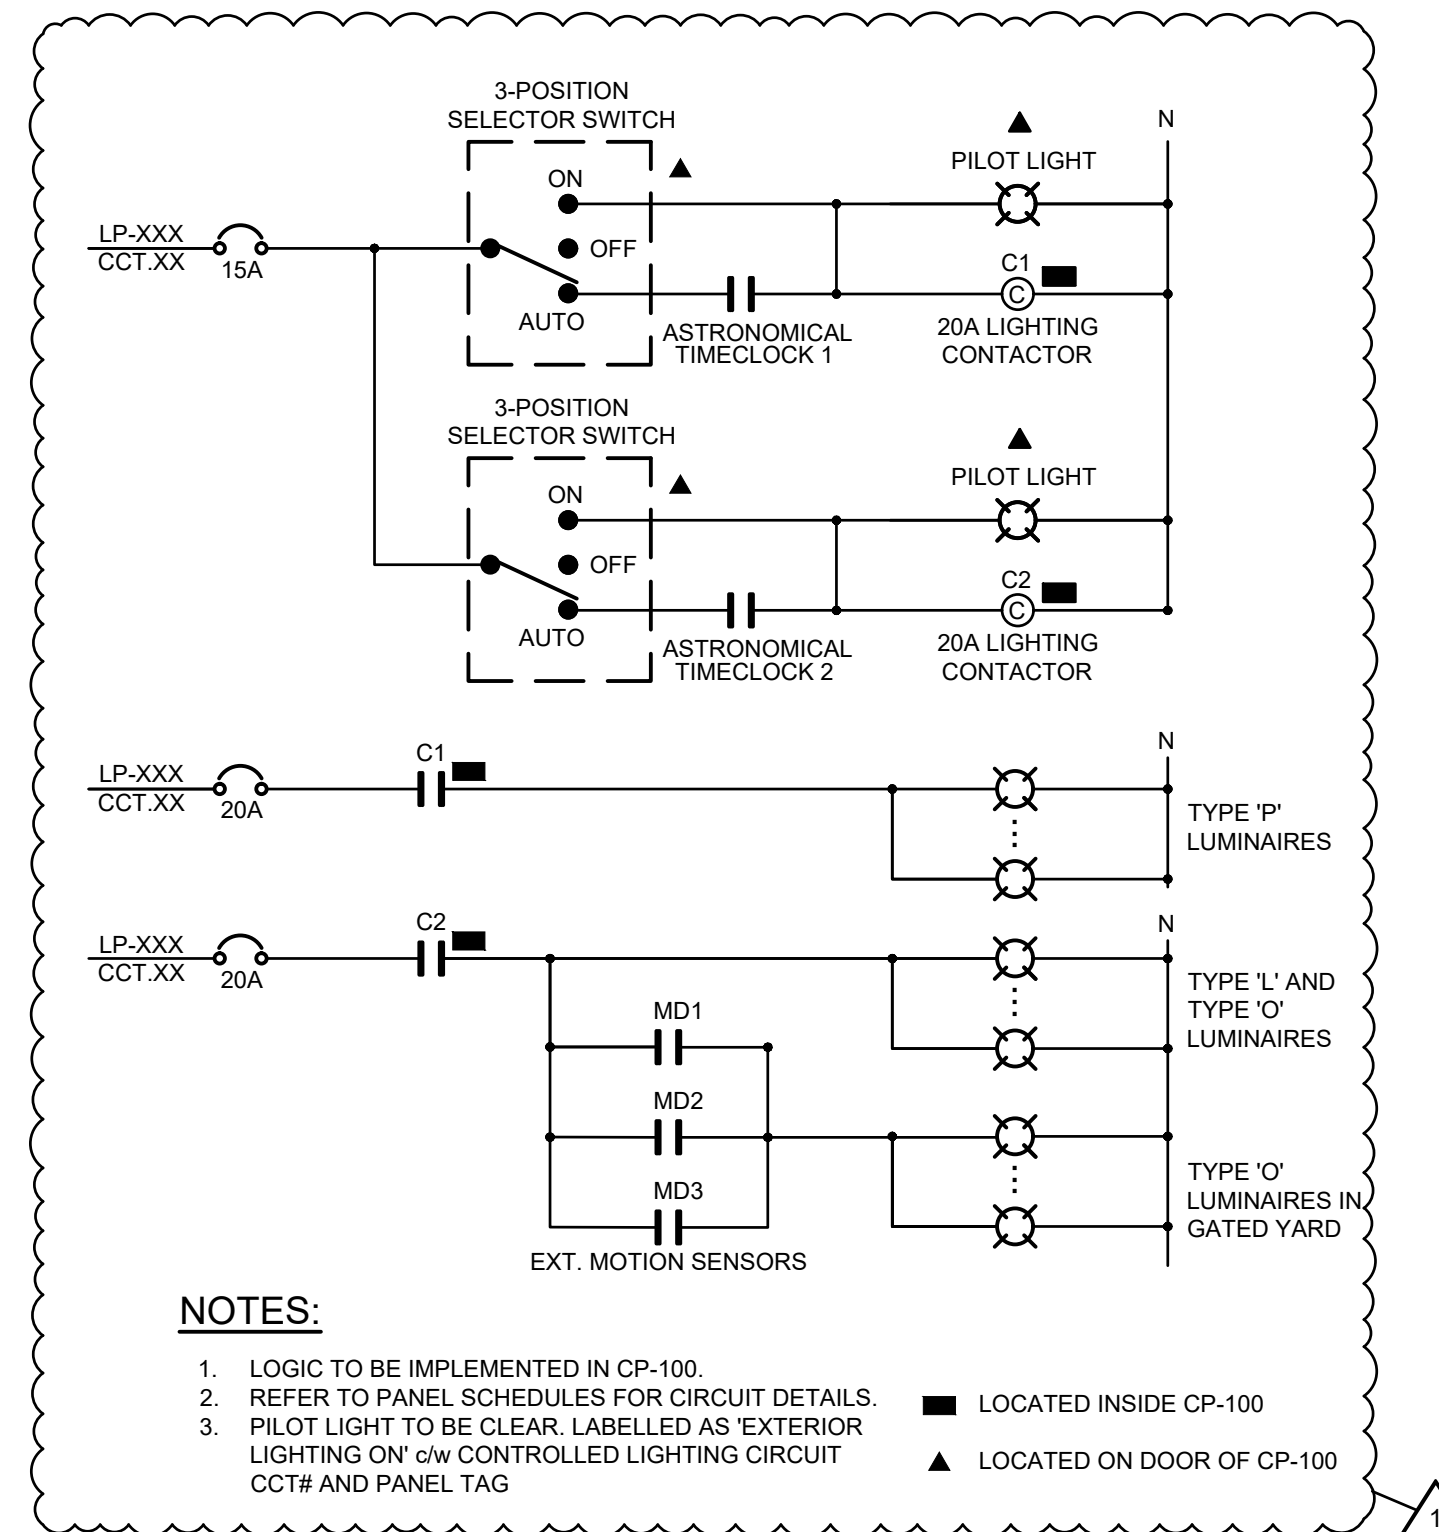 3-POSITION
SELECTOR SWITCH
ON
OFF
AUTO
LP-XXX
CCT.XX
15A
ASTRONOMICAL
TIMECLOCK 1
PILOT LIGHT
N
C1
C
20A LIGHTING
CONTACTOR
3-POSITION
SELECTOR SWITCH
ON
OFF
AUTO
ASTRONOMICAL
TIMECLOCK 2
PILOT LIGHT
C2
C
20A LIGHTING
CONTACTOR
LP-XXX
CCT.XX
20A
C1
N
TYPE 'P'
LUMINAIRES
LP-XXX
CCT.XX
20A
C2
N
TYPE 'L' AND
TYPE 'O'
LUMINAIRES
MD1
MD2
MD3
EXT. MOTION SENSORS
TYPE 'O'
LUMINAIRES IN
GATED YARD
NOTES:
1. LOGIC TO BE IMPLEMENTED IN CP-100.
2. REFER TO PANEL SCHEDULES FOR CIRCUIT DETAILS.
3. PILOT LIGHT TO BE CLEAR. LABELLED AS 'EXTERIOR
LIGHTING ON' c/w CONTROLLED LIGHTING CIRCUIT
CCT# AND PANEL TAG
LOCATED INSIDE CP-100
LOCATED ON DOOR OF CP-100
1